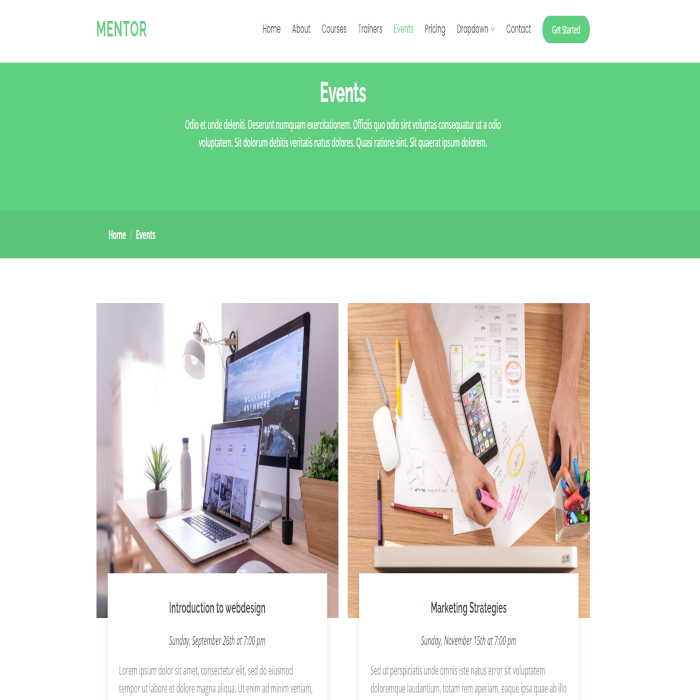 MENTOR
Home About Courses Trainers Events Pricing Dropdown Contact Get Started
Events
Odio et unde deleniti. Deserunt numquam exercitationem. Officiis quo odio sint voluptas consequatur ut a odio
voluptatem. Sit dolorum debitis veritatis natus dolores. Quasi ratione sint. Sit quaerat ipsum dolorem.
Home / Events
WORK HARD
ANYWHERE
Introduction to webdesign
Sunday, September 26th at 7:00 pm
Lorem ipsum dolor sit amet, consectetur elit, sed do eiusmod
tempor ut labore et dolore magna aliqua. Ut enim ad minim veniam,
Marketing Strategies
Sunday, November 15th at 7:00 pm
Sed ut perspiciatis unde omnis iste natus error sit voluptatem
doloremque laudantium, totam rem aperiam, eaque ipsa quae ab illo